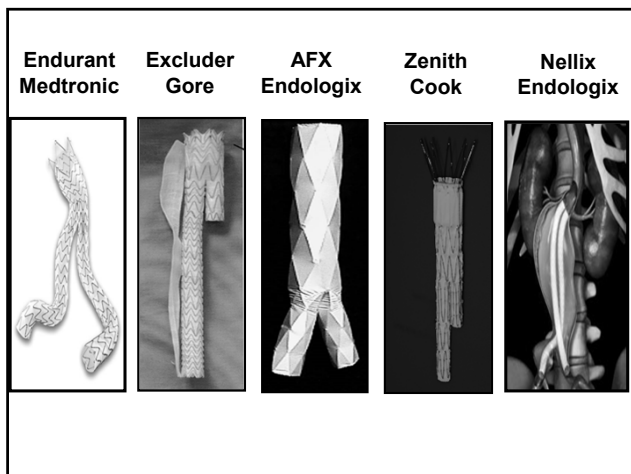 Endurant
Medtronic
Excluder
Gore
AFX
Endologix
Zenith
Cook
Nellix
Endologix